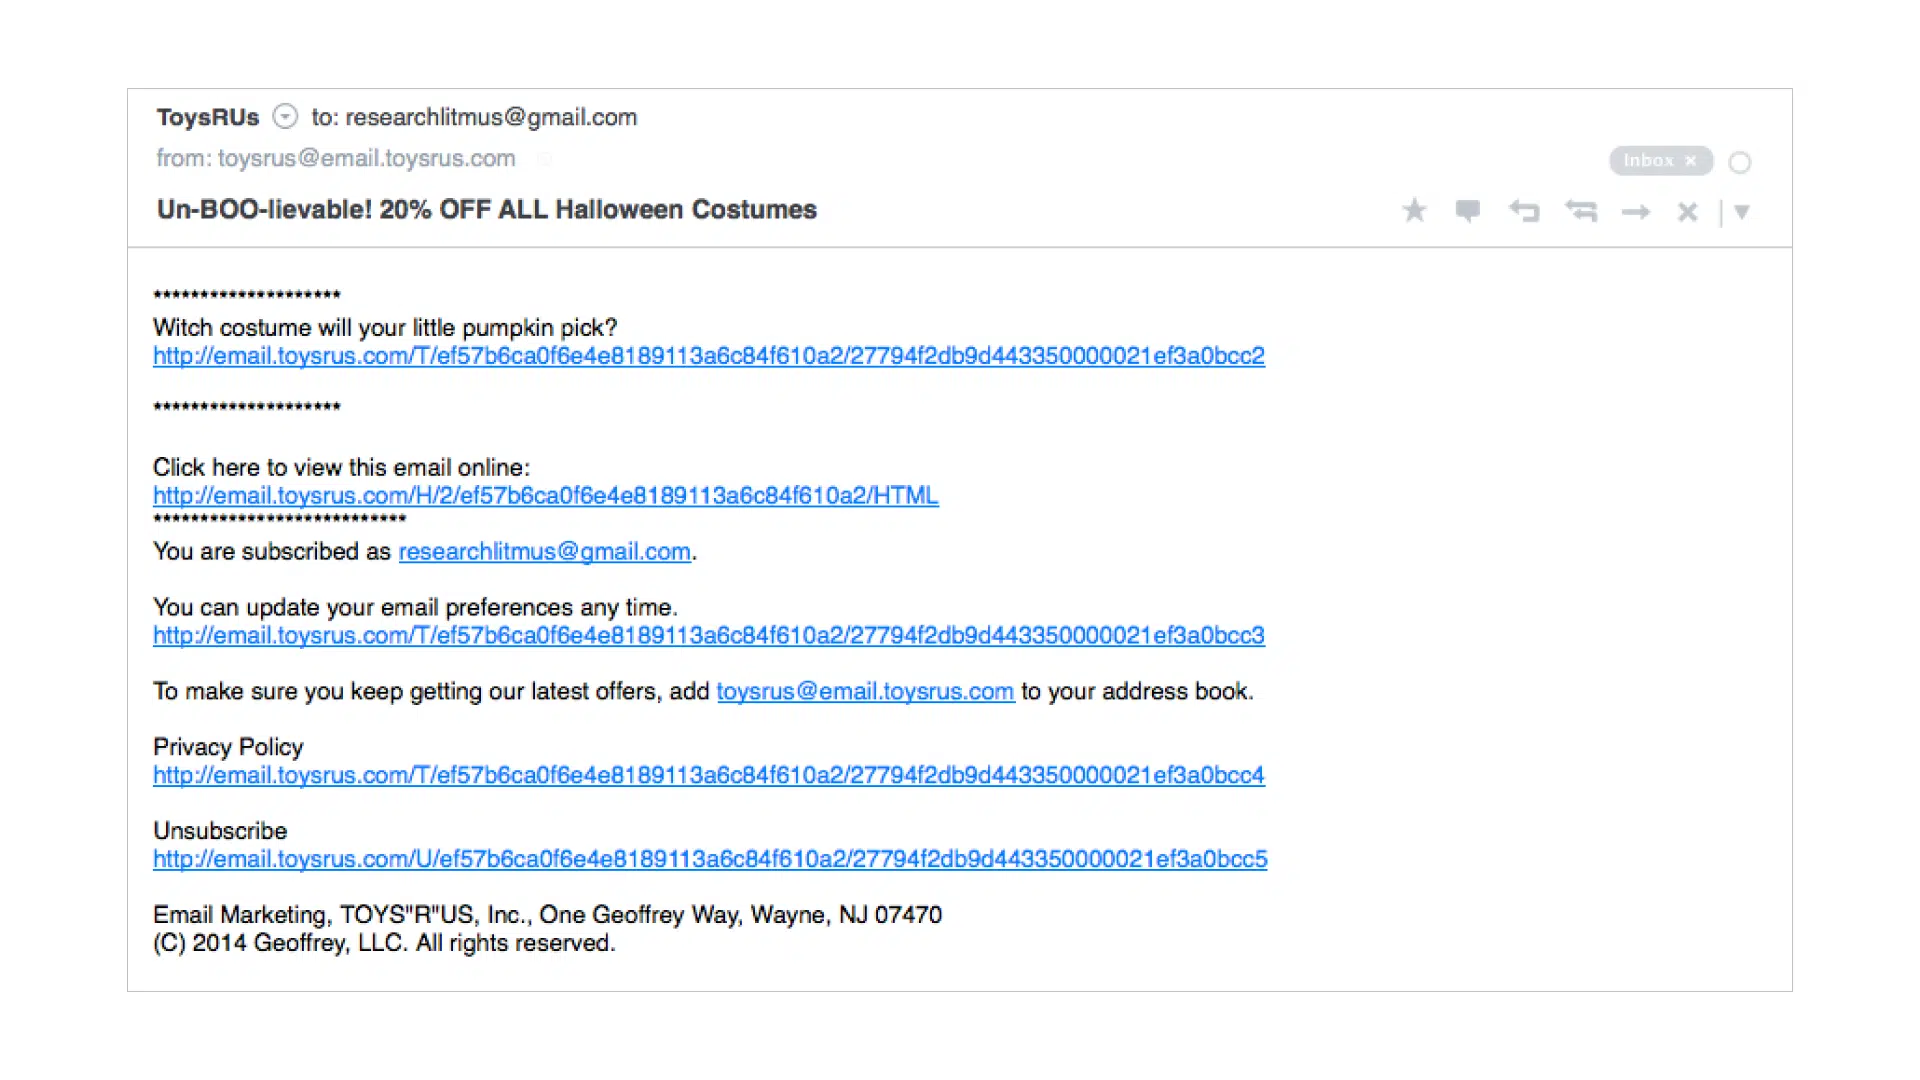 ToysRUs to: researchlitmus@gmail.com
from: toysrus@email.toysrus.com
Inbox ×
Un-BOO-lievable! 20% OFF ALL Halloween Costumes
********************
Witch costume will your little pumpkin pick?
http://email.toysrus.com/T/ef57b6ca0f6e4e8189113a6c84f610a2/27794f2db9d443350000021ef3a0bcc2
********************
Click here to view this email online:
http://email.toysrus.com/H/2/ef57b6ca0f6e4e8189113a6c84f610a2/HTML
***************************
You are subscribed as researchlitmus@gmail.com.
You can update your email preferences any time.
http://email.toysrus.com/T/ef57b6ca0f6e4e8189113a6c84f610a2/27794f2db9d443350000021ef3a0bcc3
To make sure you keep getting our latest offers, add toysrus@email.toysrus.com to your address book.
Privacy Policy
http://email.toysrus.com/T/ef57b6ca0f6e4e8189113a6c84f610a2/27794f2db9d443350000021ef3a0bcc4
Unsubscribe
http://email.toysrus.com/U/ef57b6ca0f6e4e8189113a6c84f610a2/27794f2db9d443350000021ef3a0bcc5
Email Marketing, TOYS"R"US, Inc., One Geoffrey Way, Wayne, NJ 07470
(C) 2014 Geoffrey, LLC. All rights reserved.